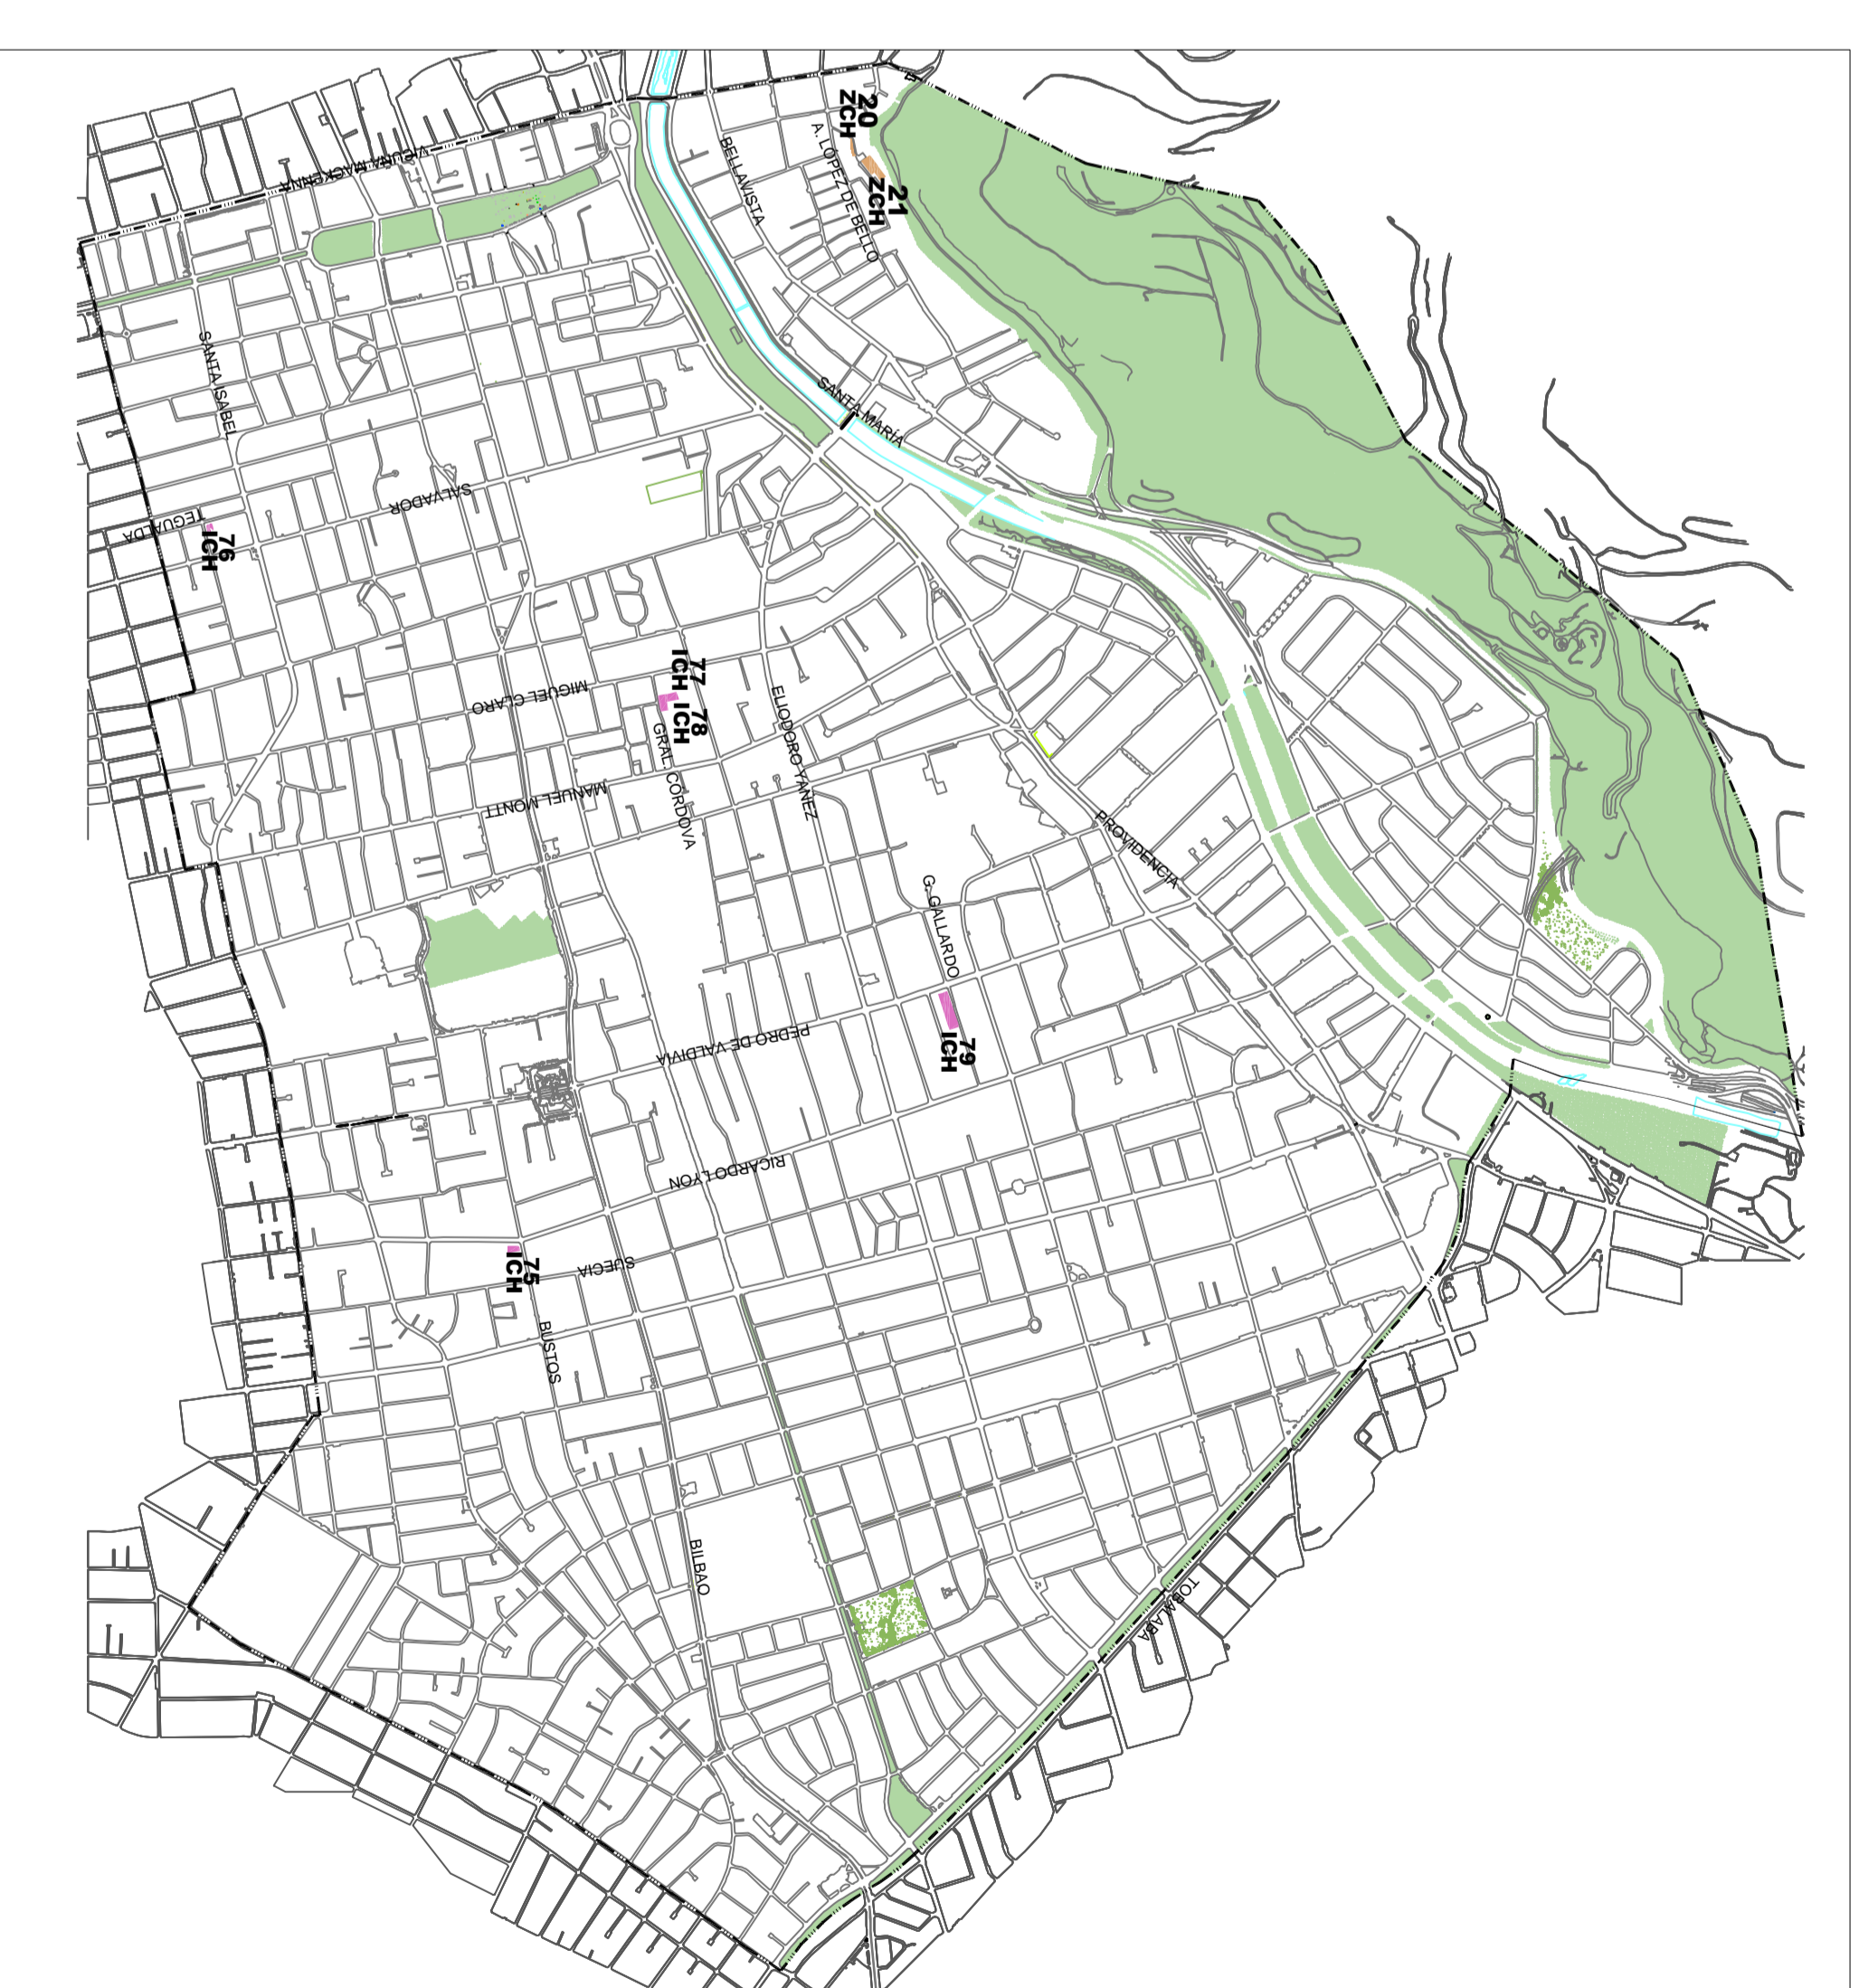 20
ZCH
A. LÓPEZ DE BELLO
21
ZCH
BELLAVISTA
VICUÑA MACKENNA
SANTA ISABEL
SANTA MARÍA
SALVADOR
TEGUALDA
76
ICH
77
ICH
78
ICH
MIGUEL CLARO
GRAL. CÓRDOVA
ELIODORO YAÑEZ
MANUEL MONTT
PROVIDENCIA
G. GALLARDO
79
ICH
PEDRO DE VALDIVIA
RICARDO LYON
SUECIA
75
ICH
BUSTOS
BILBAO
TOBALABA